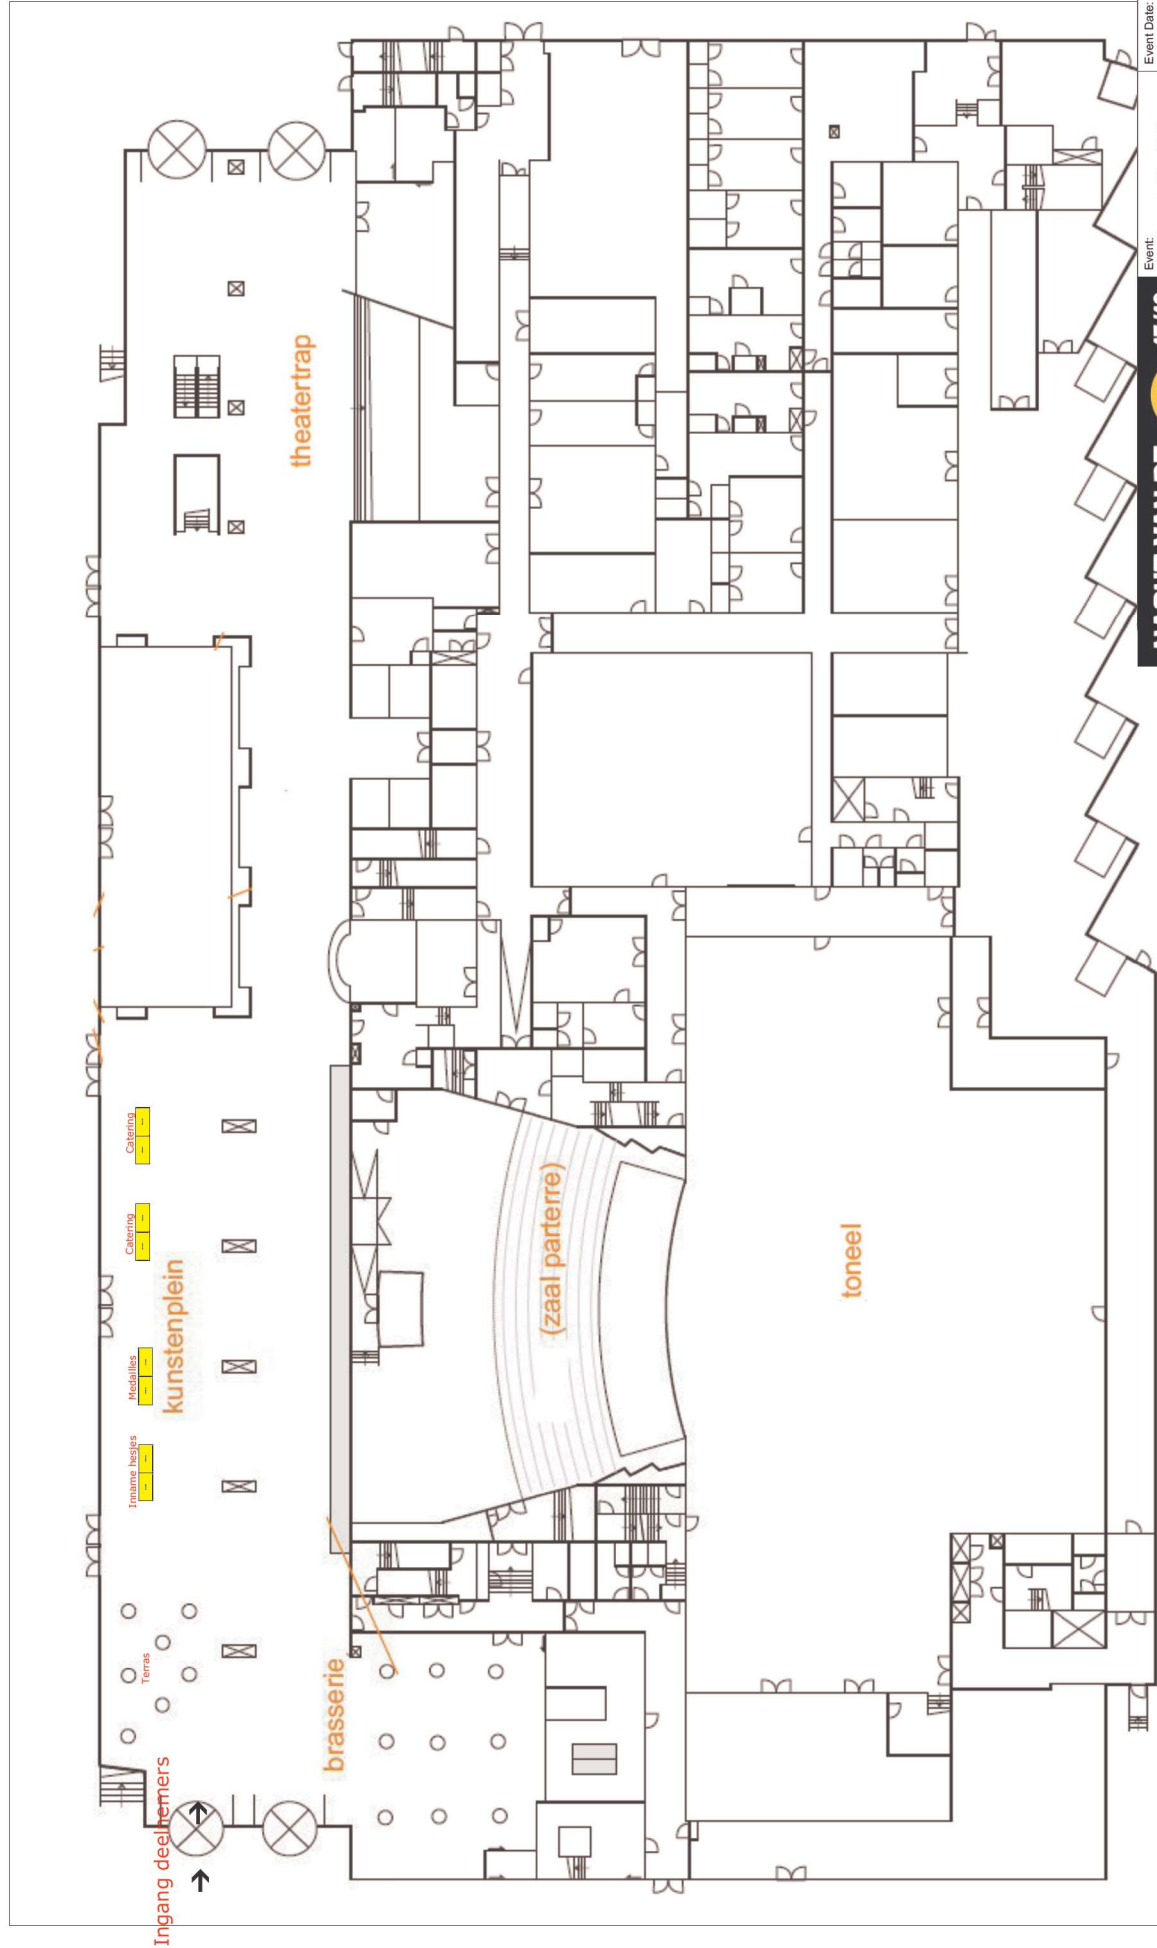 Ingang deelnemers
Terras
Inname hesjes
Medailles
Catering
Catering
kunstenplein
brasserie
theatertrap
(zaal parterre)
toneel
Event:
Event Date: